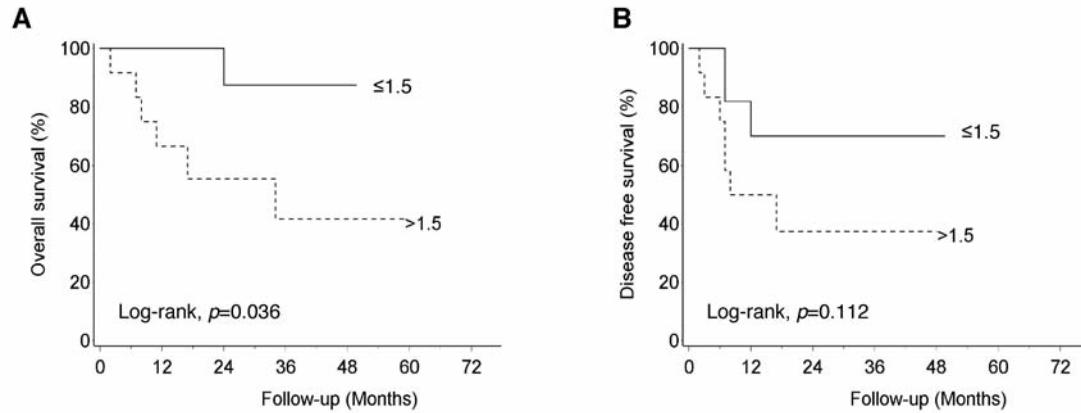 A
Overall survival (%)
100
80
60
40
20
0
≤1.5
>1.5
Log-rank, p=0.036
0 12 24 36 48 60 72
Follow-up (Months)
B
Disease free survival (%)
100
80
60
40
20
0
≤1.5
>1.5
Log-rank, p=0.112
0 12 24 36 48 60 72
Follow-up (Months)